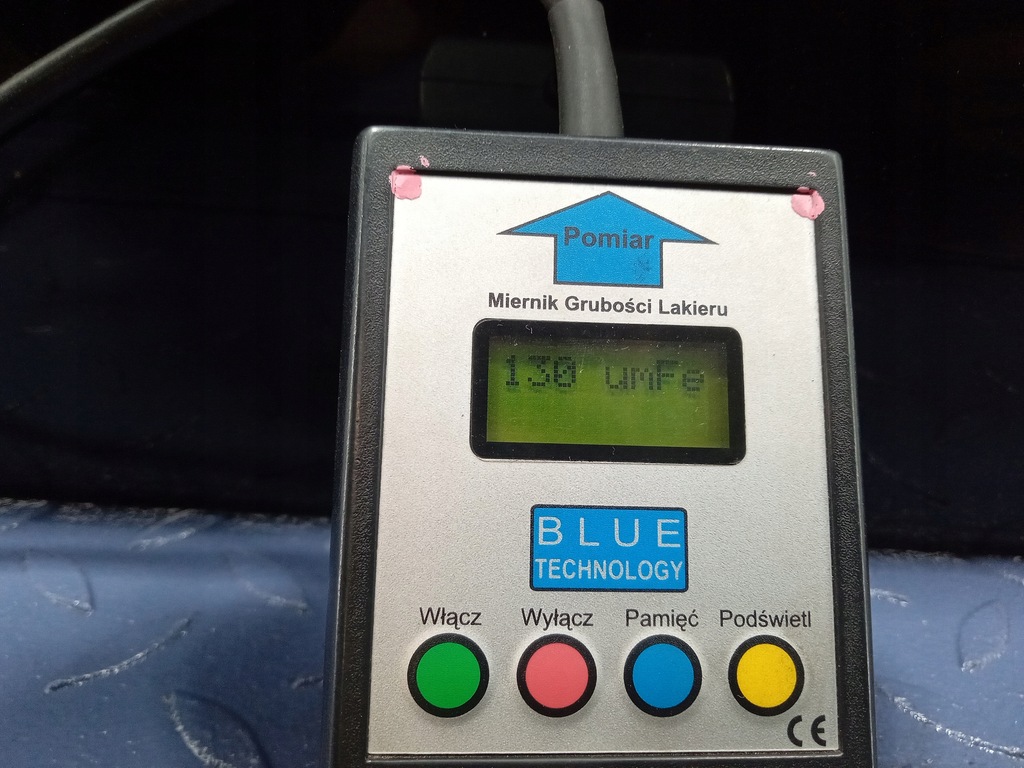 Pomiar
Miernik Grubości Lakieru
130 umFe
BLUE
TECHNOLOGY
Włącz Wyłącz Pamięć Podświetl
CE